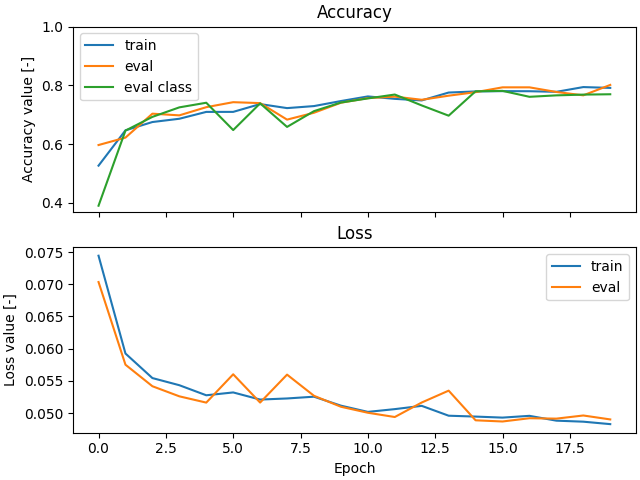 Accuracy
1.0
0.8
0.6
0.4
Accuracy value [-]
train
eval
eval class
Loss
0.075
0.070
0.065
0.060
0.055
0.050
Loss value [-]
train
eval
0.0 2.5 5.0 7.5 10.0 12.5 15.0 17.5
Epoch